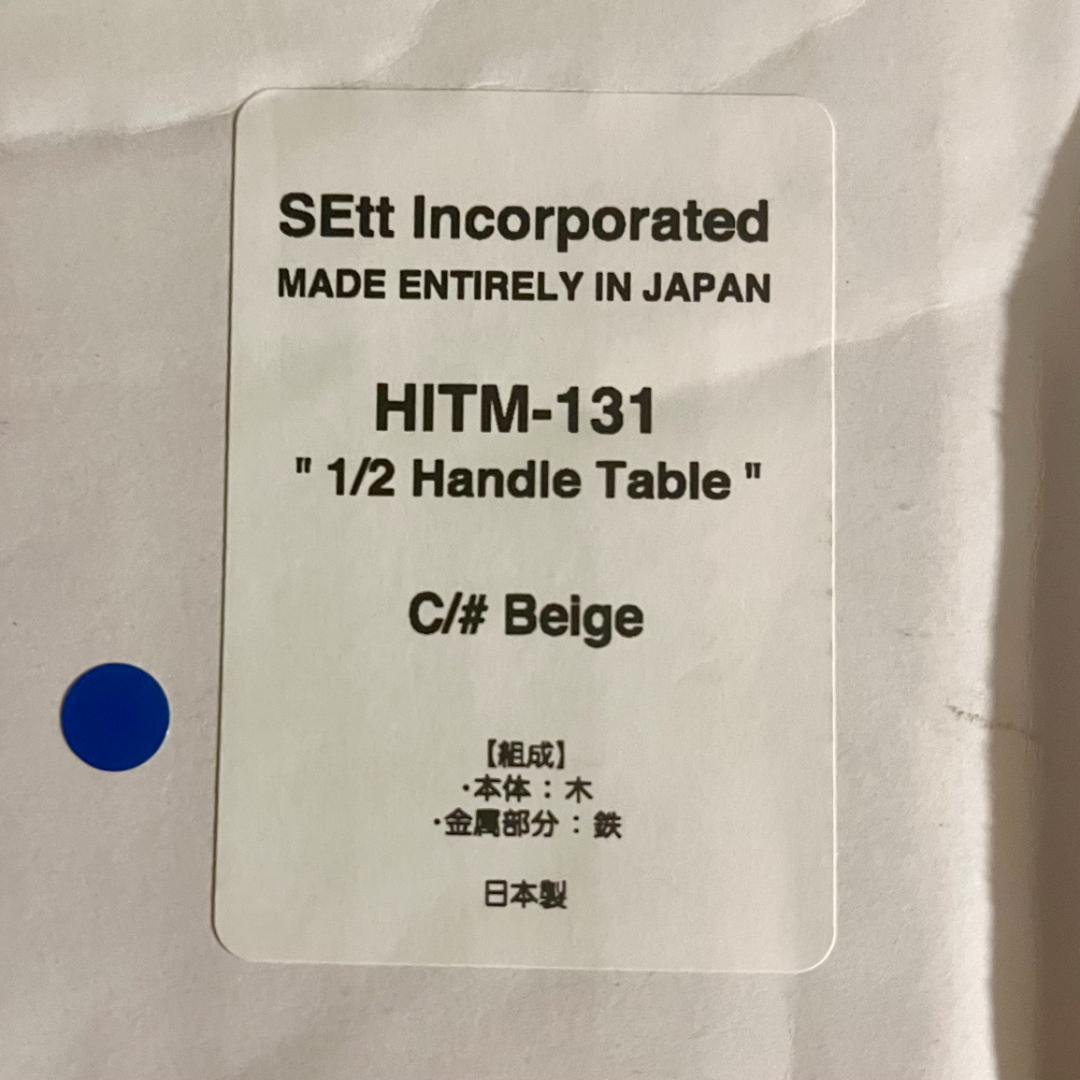 SEtt Incorporated
MADE ENTIRELY IN JAPAN
HITM-131
" 1/2 Handle Table "
C/# Beige
【組成】
・本体：木
・金属部分：鉄
日本製